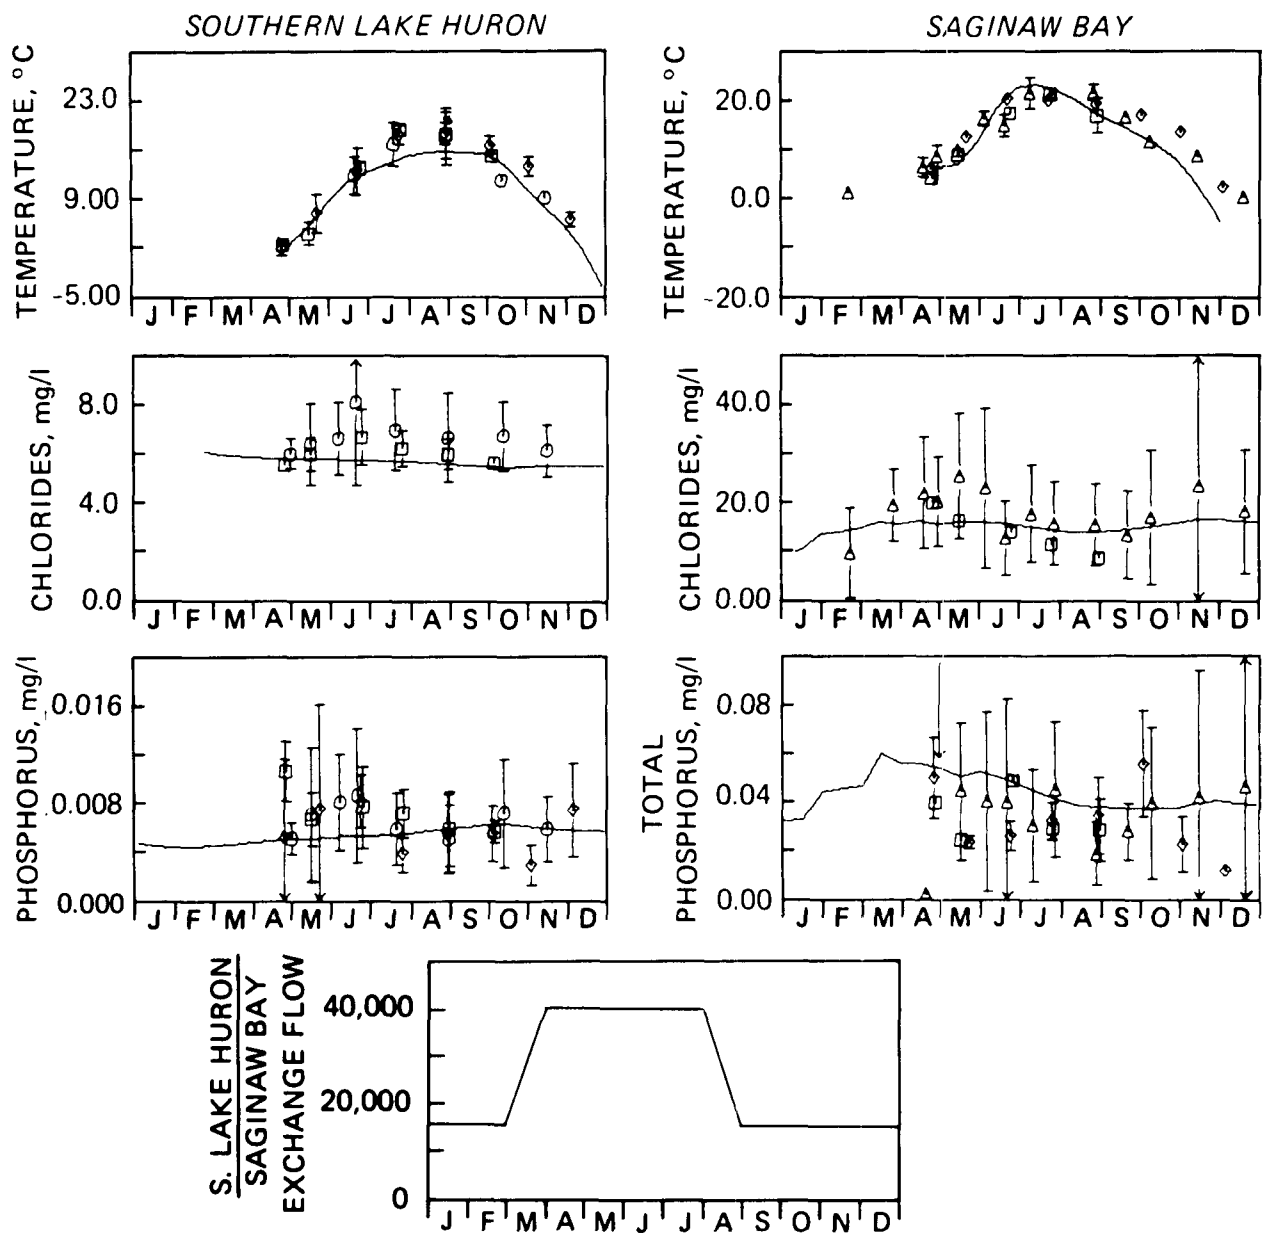 SOUTHERN LAKE HURON
SAGINAW BAY
TEMPERATURE, °C
23.0
9.00
-5.00
J F M A M J J A S O N D
TEMPERATURE, °C
20.0
0.0
-20.0
J F M A M J J A S O N D
CHLORIDES, mg/l
8.0
4.0
0.0
J F M A M J J A S O N D
CHLORIDES, mg/l
40.0
20.0
0.00
J F M A M J J A S O N D
PHOSPHORUS, mg/l
0.016
0.008
0.000
J F M A M J J A S O N D
TOTAL
PHOSPHORUS, mg/l
0.08
0.04
0.00
J F M A M J J A S O N D
S. LAKE HURON
SAGINAW BAY
EXCHANGE FLOW
40,000
20,000
0
J F M A M J J A S O N D